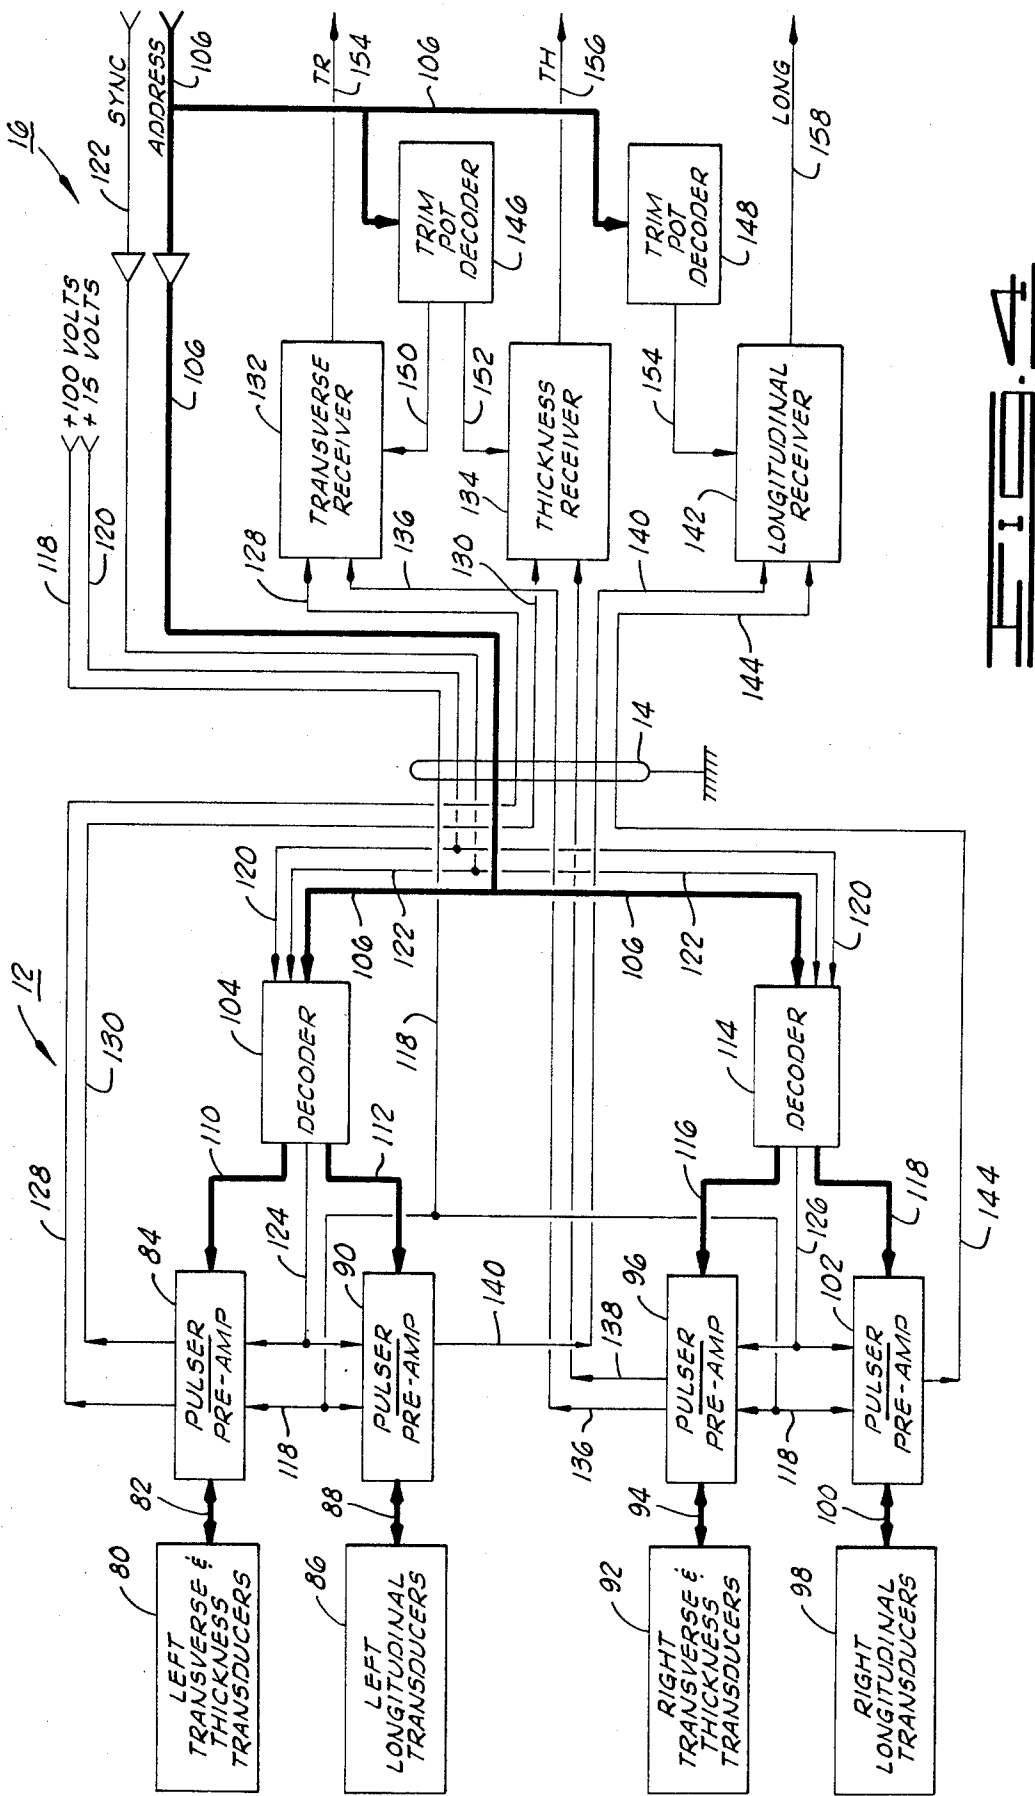 FIG. 4
12
16
80
LEFT
TRANSVERSE &
THICKNESS
TRANSDUCERS
82
84
PULSER
PRE-AMP
86
LEFT
LONGITUDINAL
TRANSDUCERS
88
90
PULSER
PRE-AMP
92
RIGHT
TRANSVERSE &
THICKNESS
TRANSDUCERS
94
96
PULSER
PRE-AMP
98
RIGHT
LONGITUDINAL
TRANSDUCERS
100
102
PULSER
PRE-AMP
128
130
118
124
110
112
104
DECODER
140
118
120
106
122
136
138
118
126
116
118
114
DECODER
144
106
122
120
14
118
120
+100 VOLTS
+15 VOLTS
122
SYNC
ADDRESS
106
106
128
136
130
132
TRANSVERSE
RECEIVER
TR
154
150
152
TRIM
POT
DECODER
146
106
134
THICKNESS
RECEIVER
TH
156
140
144
142
LONGITUDINAL
RECEIVER
154
TRIM
POT
DECODER
148
LONG
158